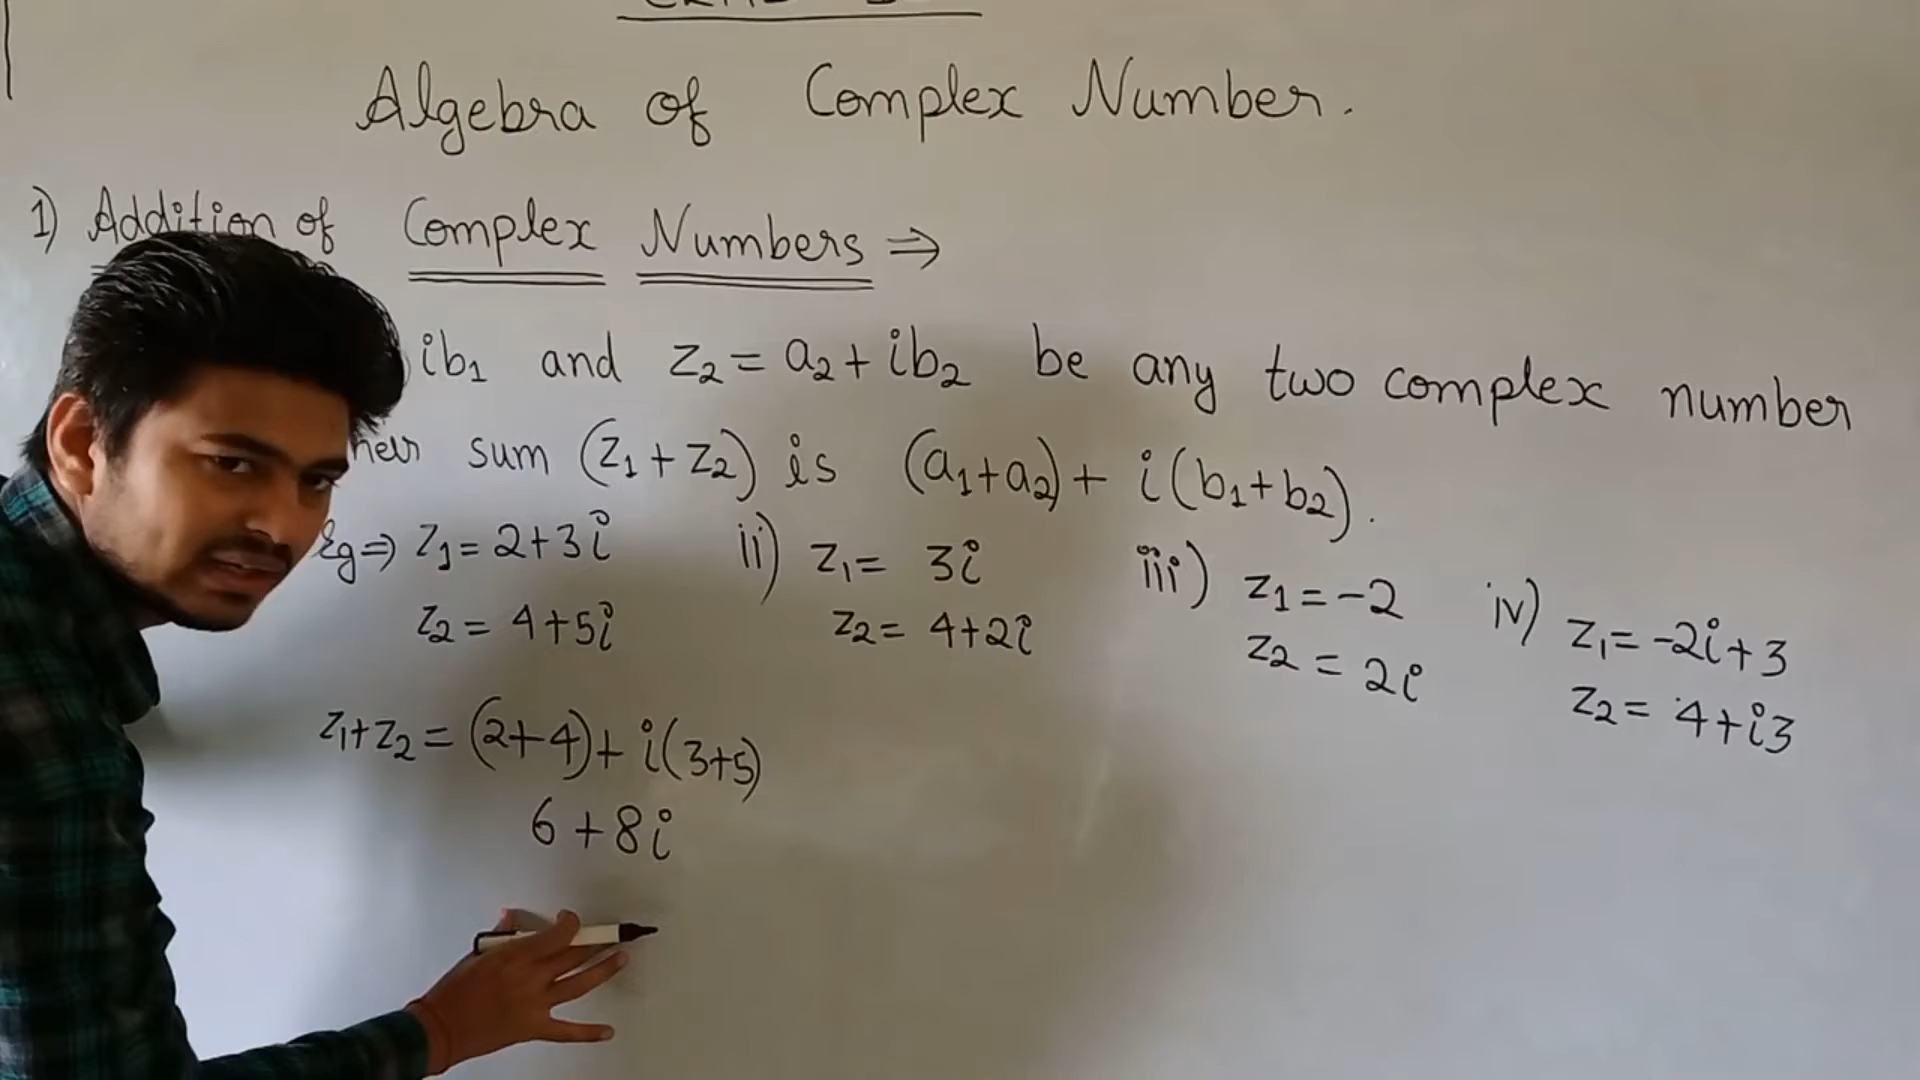 Algebra of Complex Number.
1) Addition of Complex Numbers ⇒
ib₁ and z₂ = a₂ + ib₂ be any two complex number
sum (z₁ + z₂) is (a₁+a₂) + i(b₁+b₂).
Eg ⇒ z₁ = 2+3i
z₂ = 4+5i
z₁+z₂ = (2+4) + i(3+5)
6 + 8i
ii) z₁ = 3i
z₂ = 4+2i
iii) z₁ = -2
z₂ = 2i
iv) z₁ = -2i+3
z₂ = 4+i3